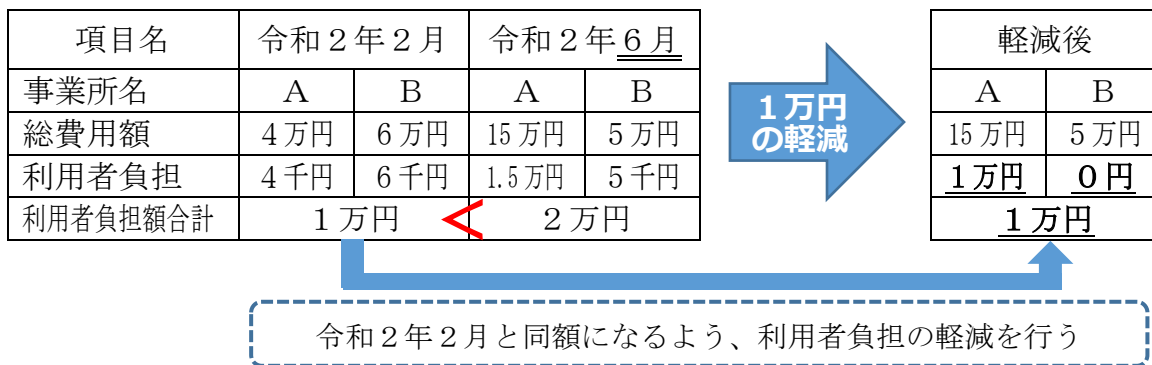 項目名 令和２年２月 令和２年６月 軽減後
事業所名 A B A B A B
総費用額 ４万円 ６万円 15万円 ５万円 15万円 ５万円
利用者負担 ４千円 ６千円 1.5万円 ５千円 １万円 ０円
利用者負担額合計 １万円 < ２万円 １万円
１万円
の軽減
令和２年２月と同額になるよう、利用者負担の軽減を行う